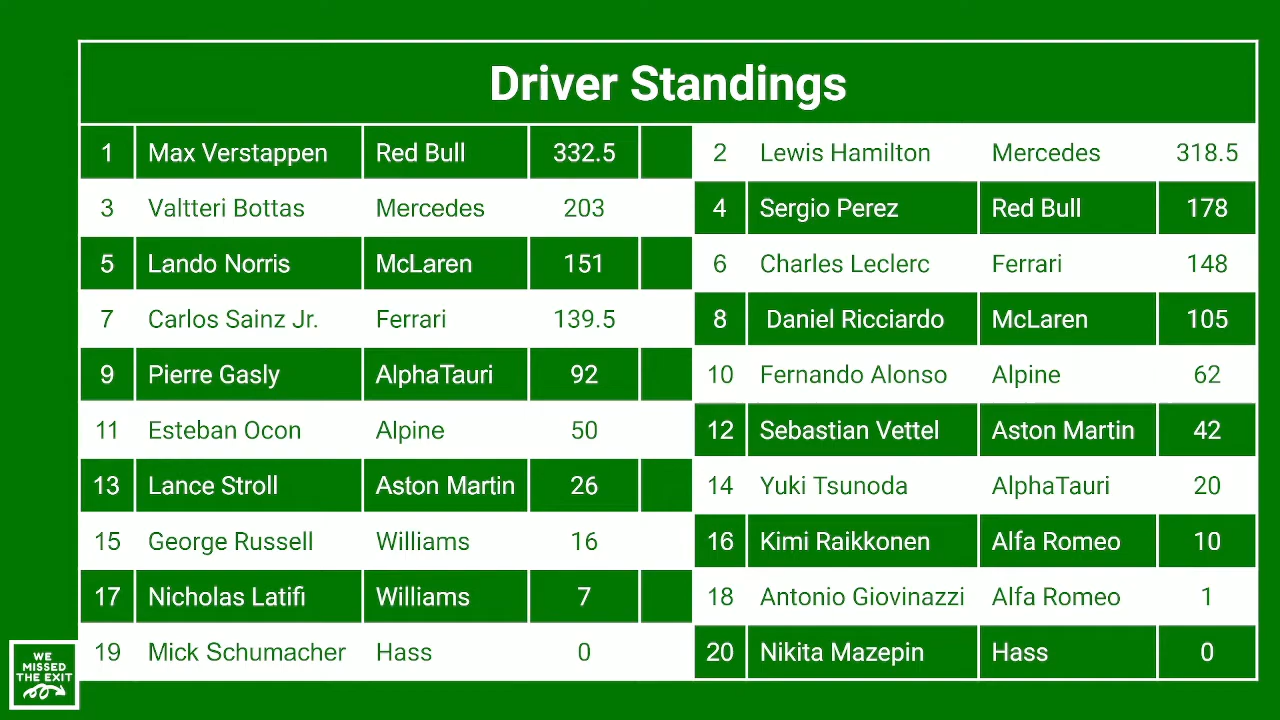 Driver Standings
1 Max Verstappen Red Bull 332.5 2 Lewis Hamilton Mercedes 318.5
3 Valtteri Bottas Mercedes 203 4 Sergio Perez Red Bull 178
5 Lando Norris McLaren 151 6 Charles Leclerc Ferrari 148
7 Carlos Sainz Jr. Ferrari 139.5 8 Daniel Ricciardo McLaren 105
9 Pierre Gasly AlphaTauri 92 10 Fernando Alonso Alpine 62
11 Esteban Ocon Alpine 50 12 Sebastian Vettel Aston Martin 42
13 Lance Stroll Aston Martin 26 14 Yuki Tsunoda AlphaTauri 20
15 George Russell Williams 16 16 Kimi Raikkonen Alfa Romeo 10
17 Nicholas Latifi Williams 7 18 Antonio Giovinazzi Alfa Romeo 1
19 Mick Schumacher Hass 0 20 Nikita Mazepin Hass 0
WE
MISSED
THE EXIT